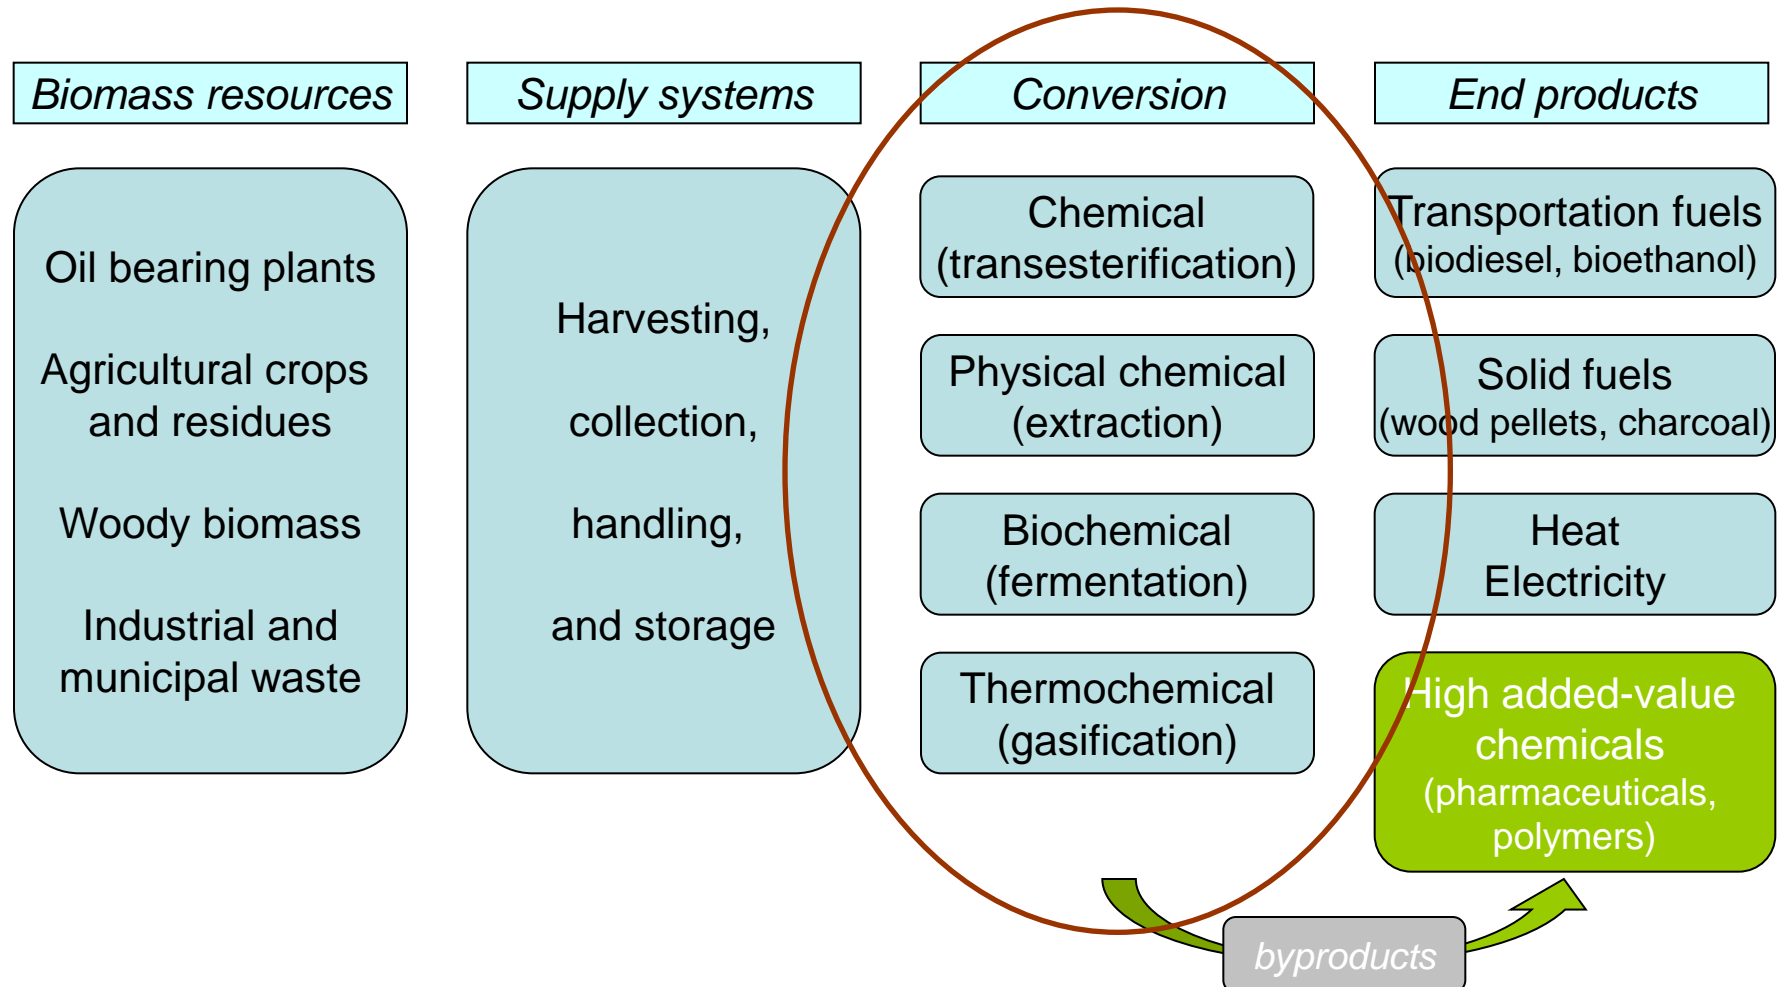 Biomass resources
Supply systems
Conversion
End products
Oil bearing plants
Agricultural crops
and residues
Woody biomass
Industrial and
municipal waste
Harvesting,
collection,
handling,
and storage
Chemical
(transesterification)
Physical chemical
(extraction)
Biochemical
(fermentation)
Thermochemical
(gasification)
Transportation fuels
(biodiesel, bioethanol)
Solid fuels
(wood pellets, charcoal)
Heat
Electricity
High added-value
chemicals
(pharmaceuticals,
polymers)
byproducts